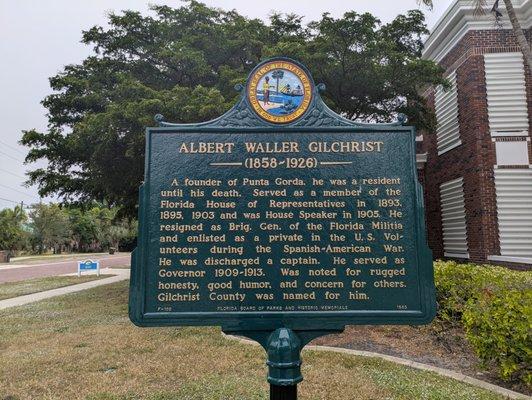 ALBERT WALLER GILCHRIST
(1858-1926)
A founder of Punta Gorda, he was a resident
until his death. Served as a member of the
Florida House of Representatives in 1893,
1895, 1903 and was House Speaker in 1905. He
resigned as Brig. Gen. of the Florida Militia
and enlisted as a private in the U.S. Vol-
unteers during the Spanish-American War.
He was discharged a captain. He served as
Governor 1909-1913. Was noted for rugged
honesty, good humor, and concern for others.
Gilchrist County was named for him.
FLORIDA BOARD OF PARKS AND HISTORIC MEMORIALS